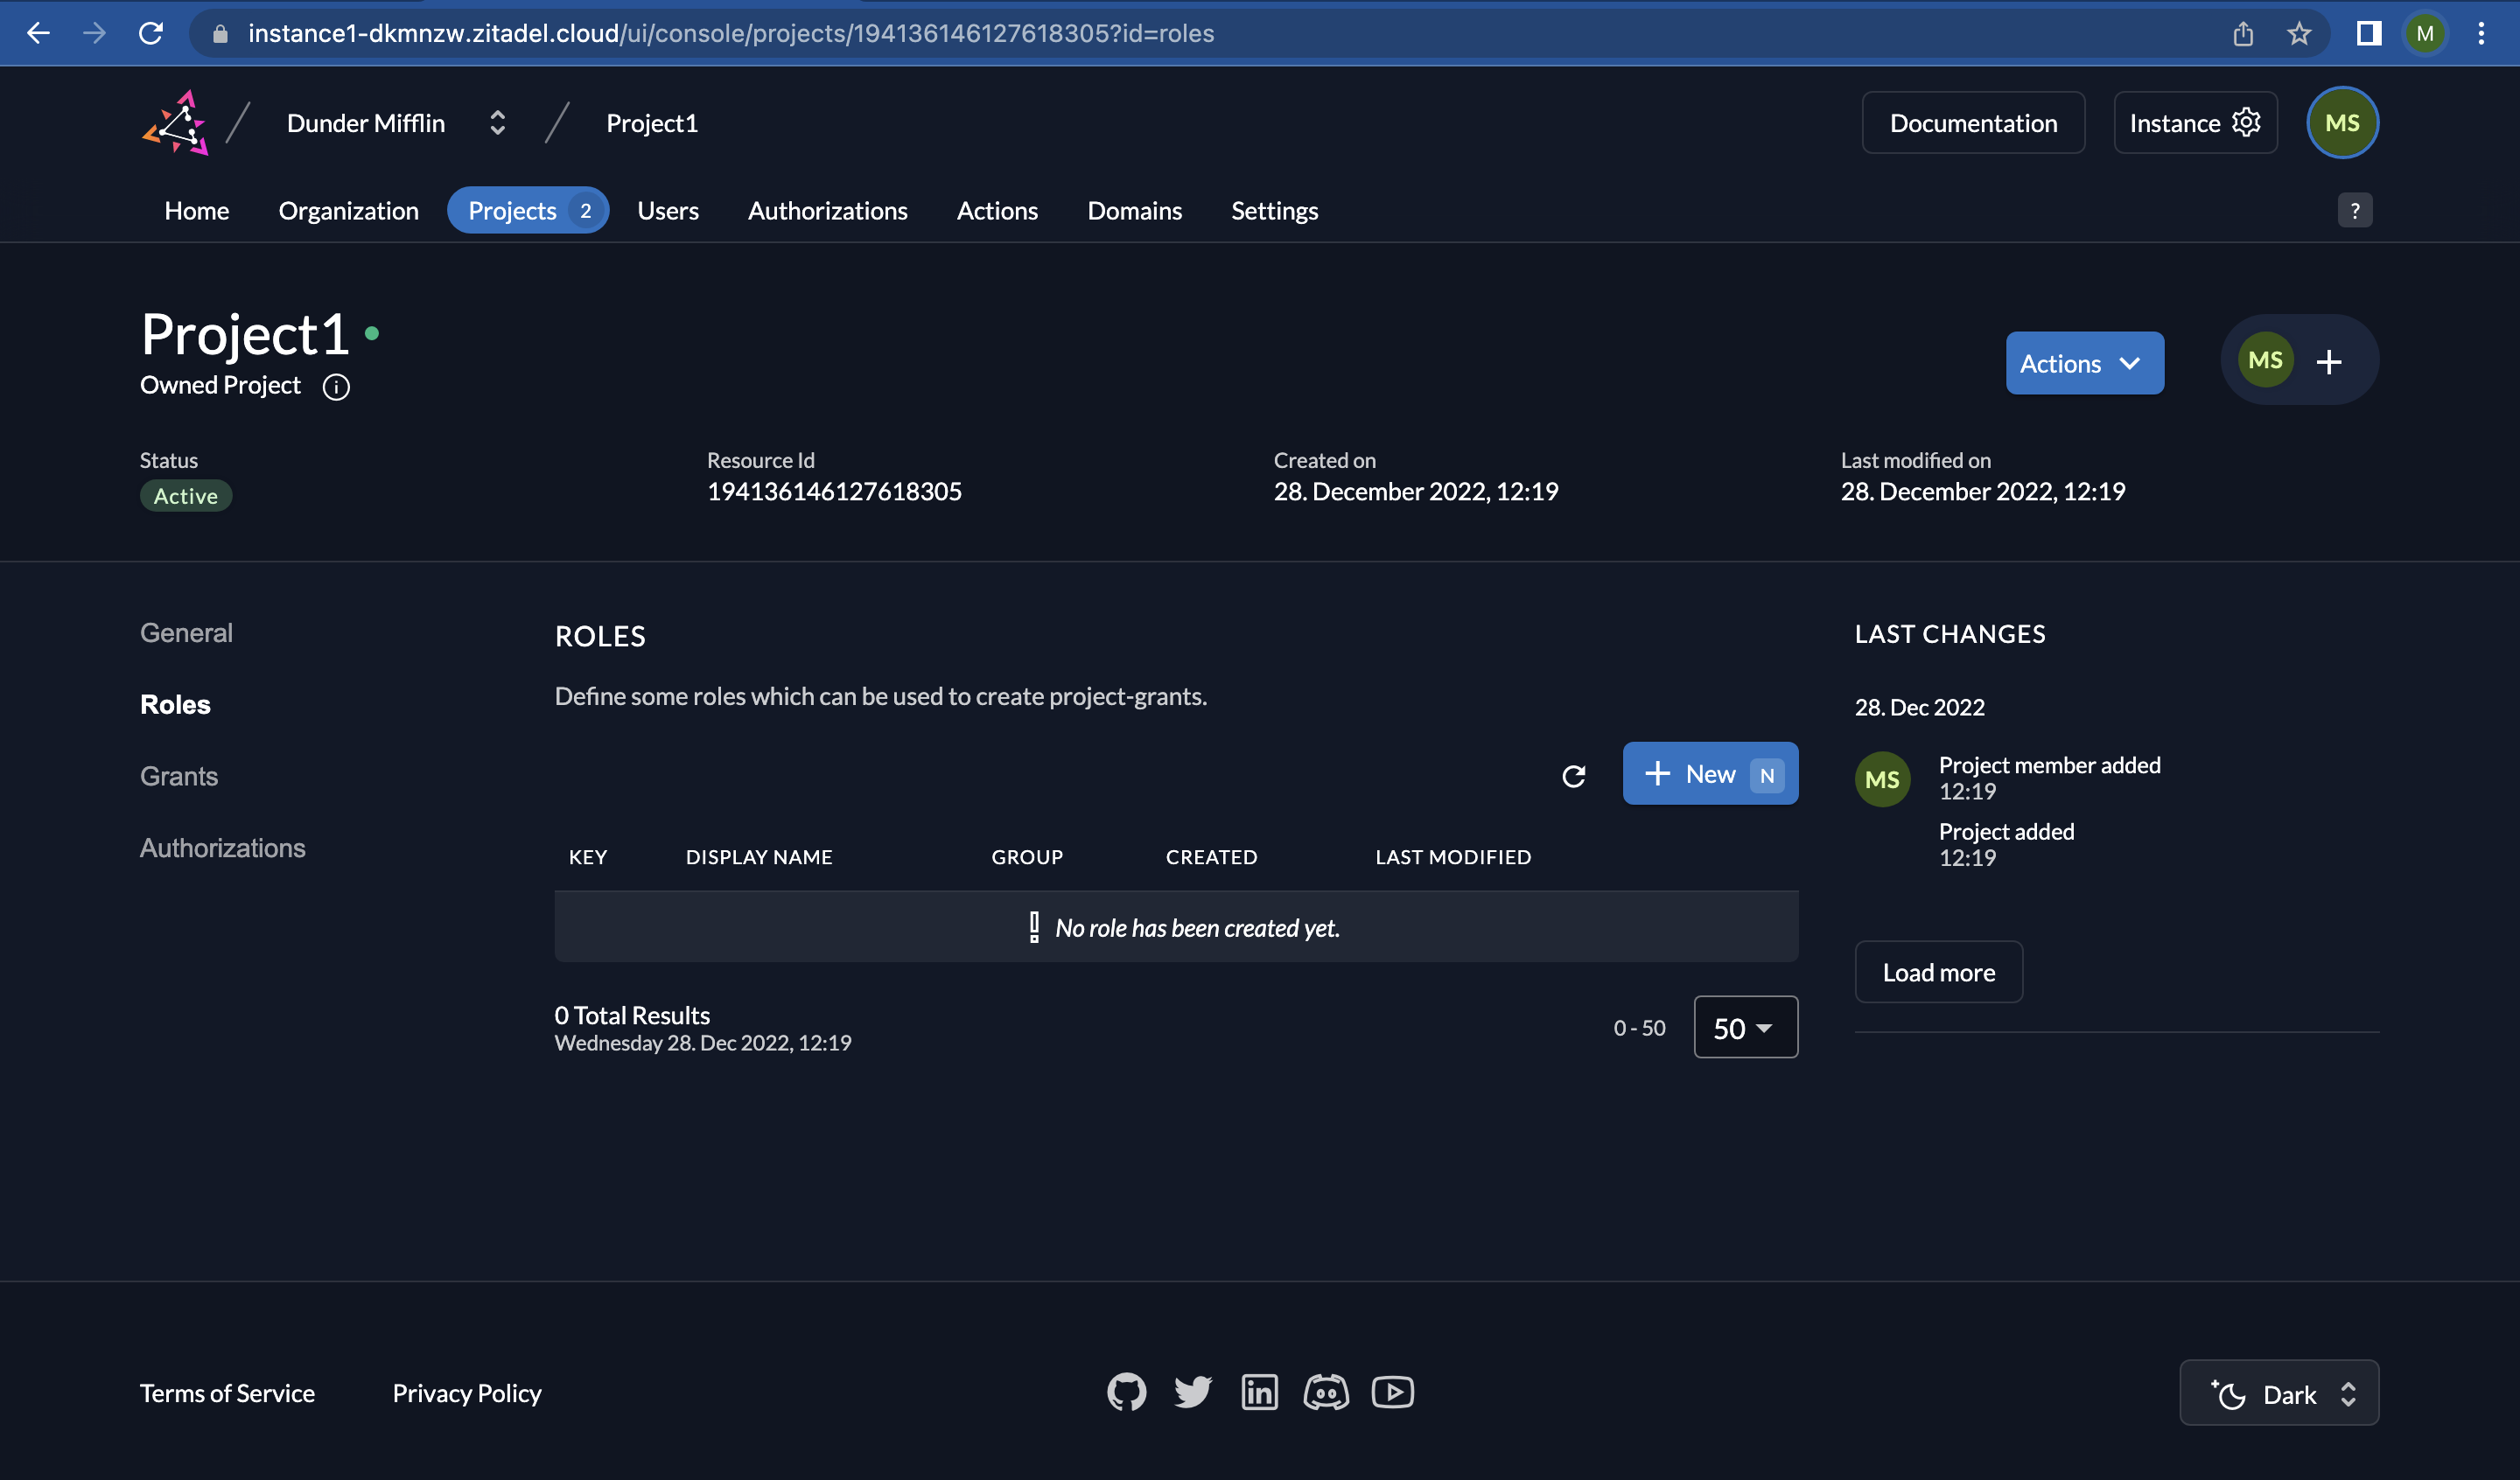 instance1-dkmnzw.zitadel.cloud/ui/console/projects/194136146127618305?id=roles
M
Dunder Mifflin
Project1
Documentation
Instance
MS
Home
Organization
Projects 2
Users
Authorizations
Actions
Domains
Settings
?
Project1
Owned Project
Actions
MS
Status
Active
Resource Id
194136146127618305
Created on
28. December 2022, 12:19
Last modified on
28. December 2022, 12:19
General
Roles
Grants
Authorizations
ROLES
Define some roles which can be used to create project-grants.
New N
KEY
DISPLAY NAME
GROUP
CREATED
LAST MODIFIED
No role has been created yet.
0 Total Results
Wednesday 28. Dec 2022, 12:19
0 - 50
50
LAST CHANGES
28. Dec 2022
MS
Project member added
12:19
Project added
12:19
Load more
Terms of Service
Privacy Policy
in
Dark